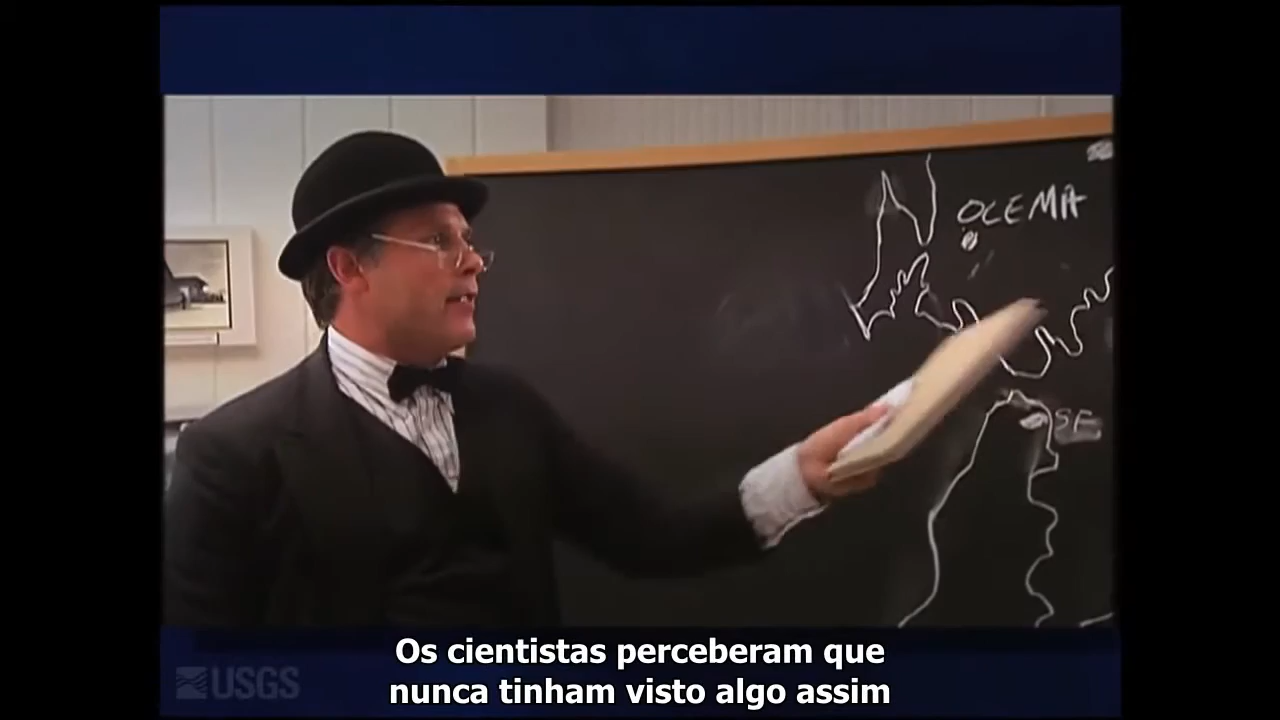 OLEMA
SF
USGS
Os cientistas perceberam que
nunca tinham visto algo assim